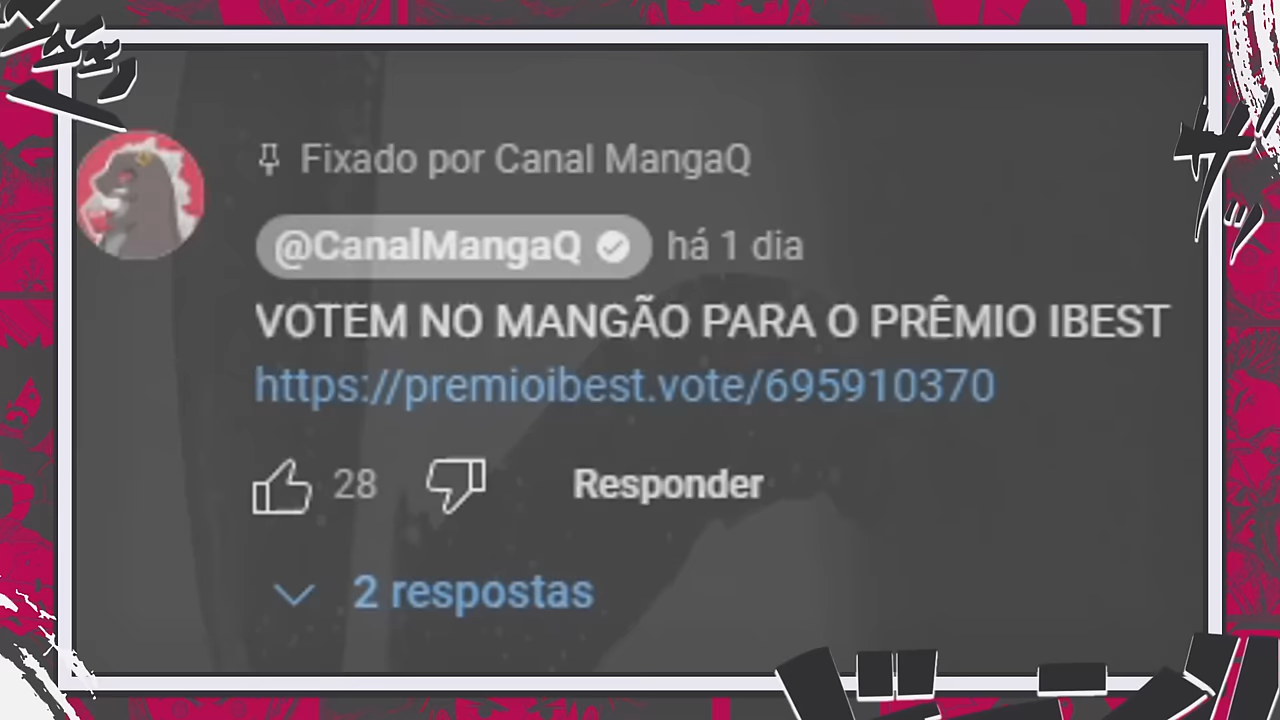 Fixado por Canal MangaQ
@CanalMangaQ há 1 dia
VOTEM NO MANGÃO PARA O PRÊMIO IBEST
https://premioibest.vote/695910370
28 Responder
2 respostas